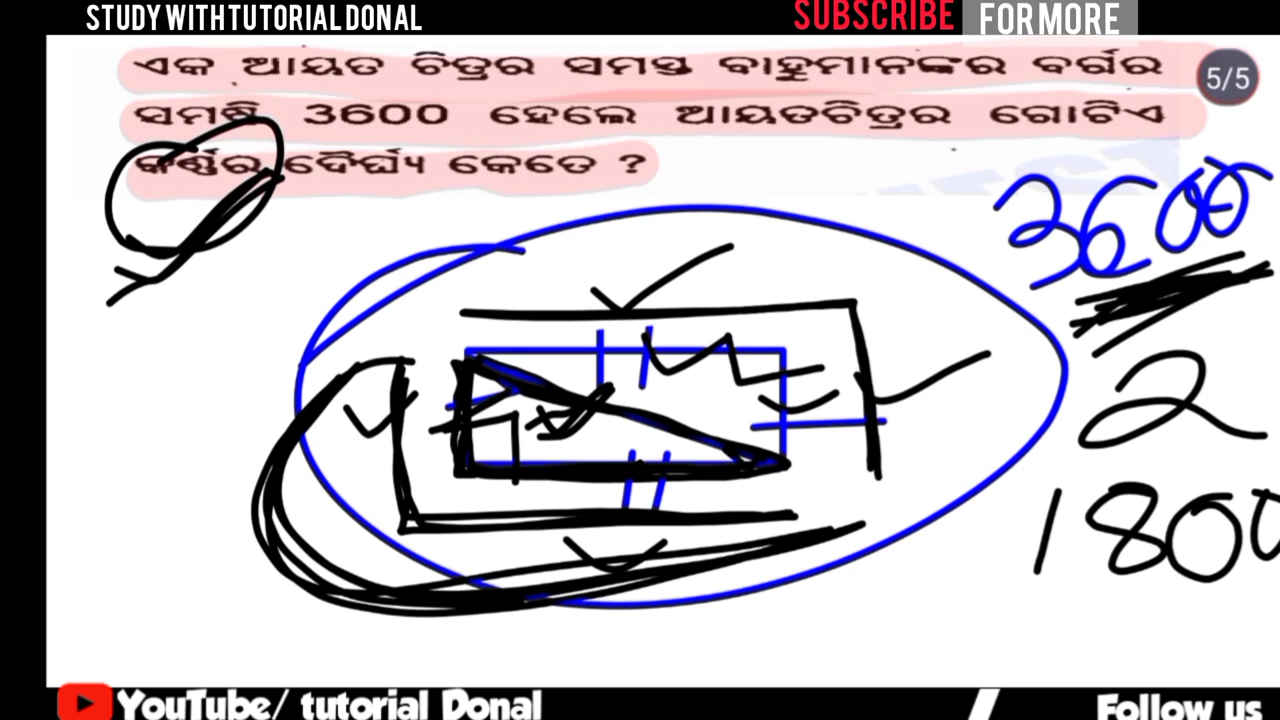 STUDY WITH TUTORIAL DONAL
SUBSCRIBE FOR MORE
ଏକ ଆୟତ ଚିତ୍ରର ସମସ୍ତ ବାହୁମାନଙ୍କର ବର୍ଗର
5/5
ସମଷ୍ଟି 3600 ହେଲେ ଆୟତଚିତ୍ରର ଗୋଟିଏ
କର୍ଣ୍ଣର ଦୈର୍ଘ୍ୟ କେତେ ?
3600
2
1800
YouTube/ tutorial Donal
/ Follow us